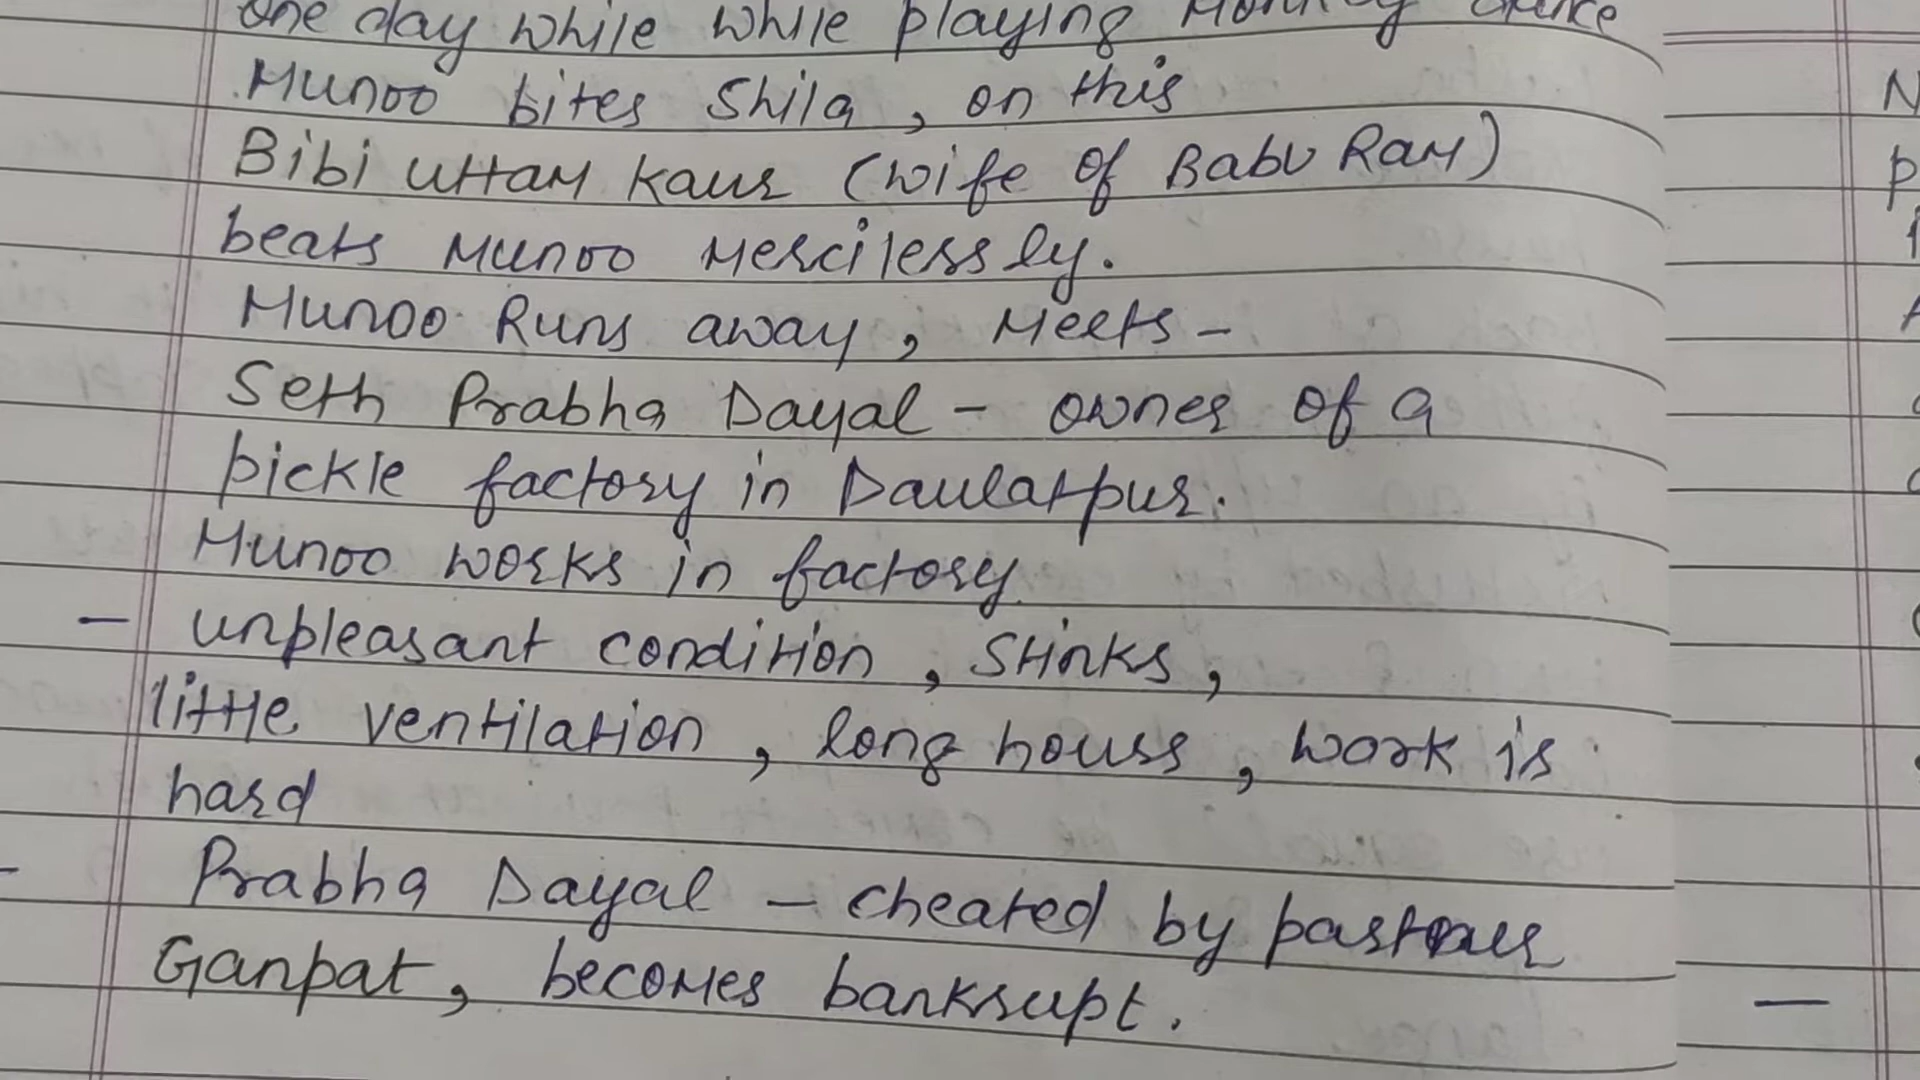 one day while while playing Monkey dance
Munoo bites Shila, on this
Bibi Uttam Kaur (wife of Babu Ram)
beats Munoo mercilessly.
Munoo Runs away, Meets -
Seth Prabha Dayal - owner of a
pickle factory in Daulatpur.
Munoo works in factory.
- unpleasant condition, stinks,
little ventilation, long hours, work is
hard
- Prabha Dayal - cheated by
Ganpat, becomes bankrupt.